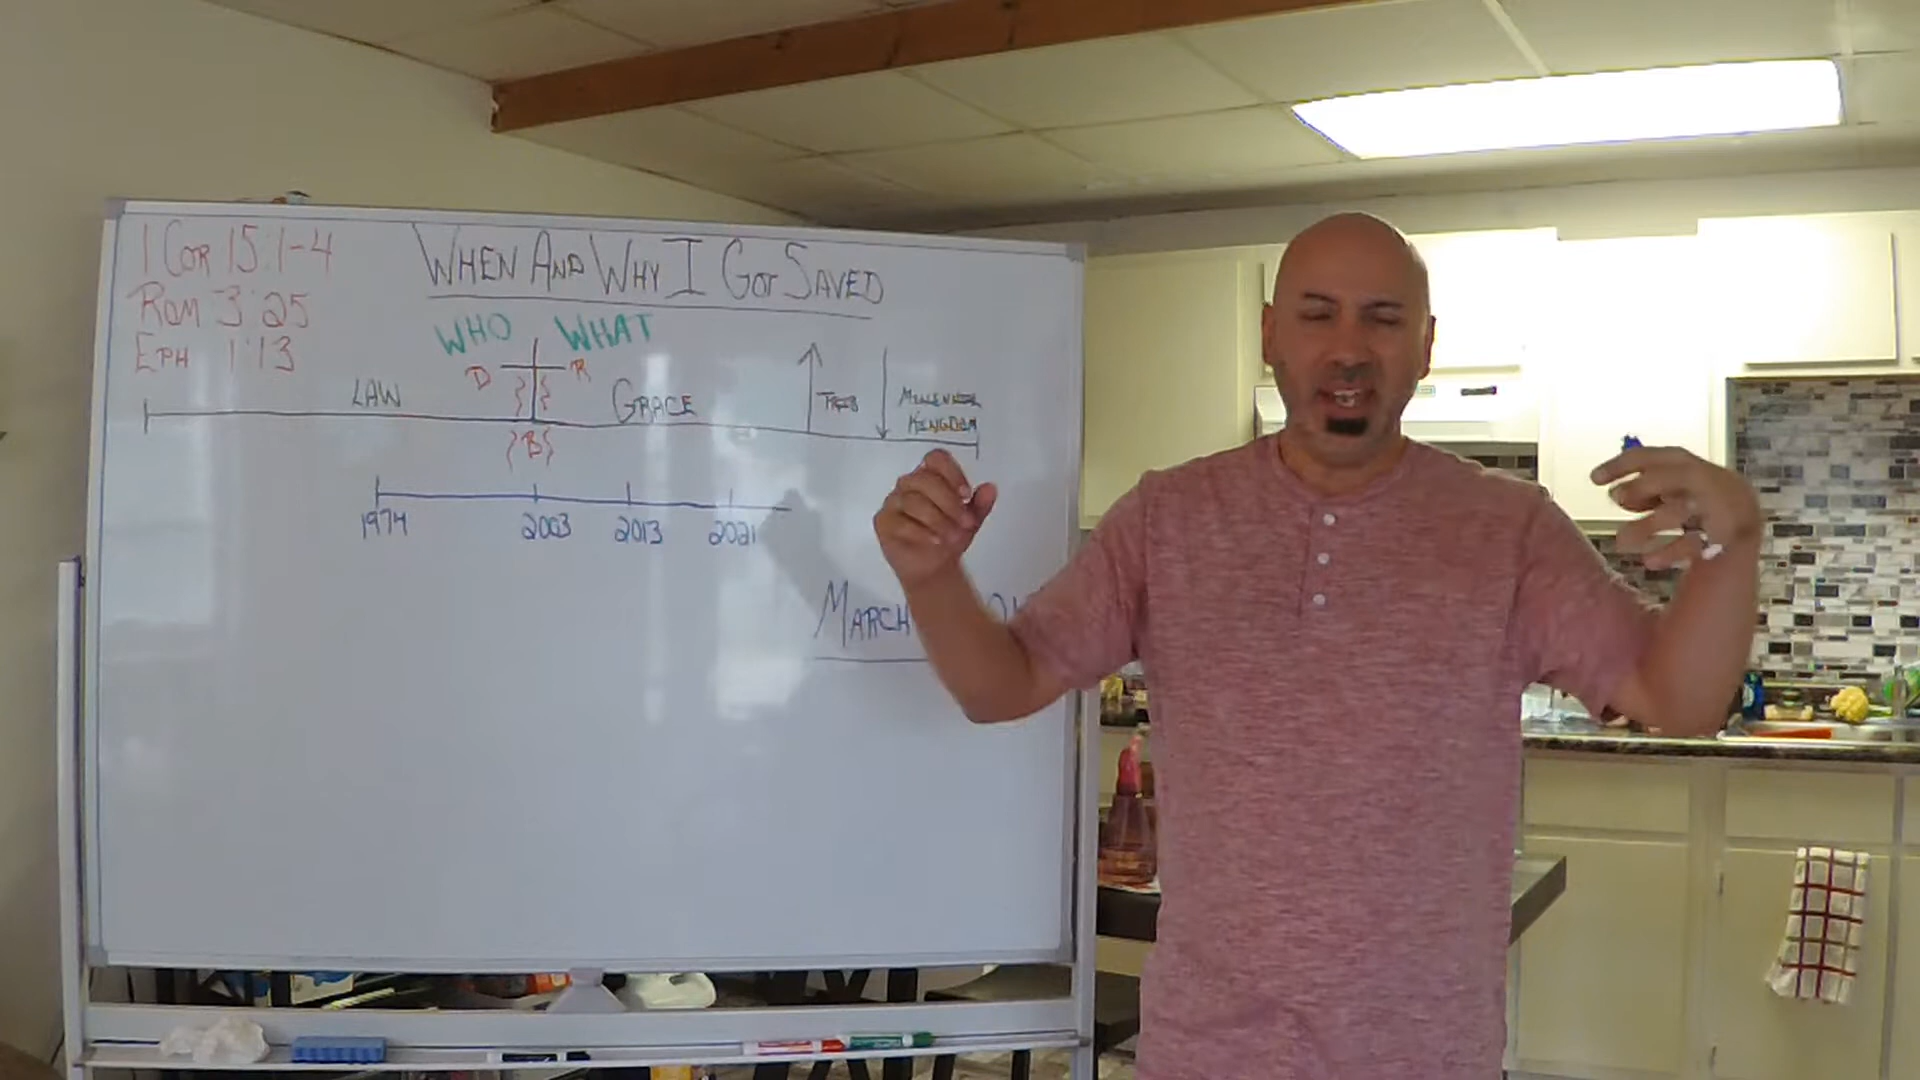 1 COR 15:1-4
ROM 3:25
EPH 1:13
WHEN AND WHY I GOT SAVED
WHO WHAT
D R
LAW GRACE
TRIB
MILLENNIAL
KINGDOM
B
1974 2003 2013 2021
MARCH